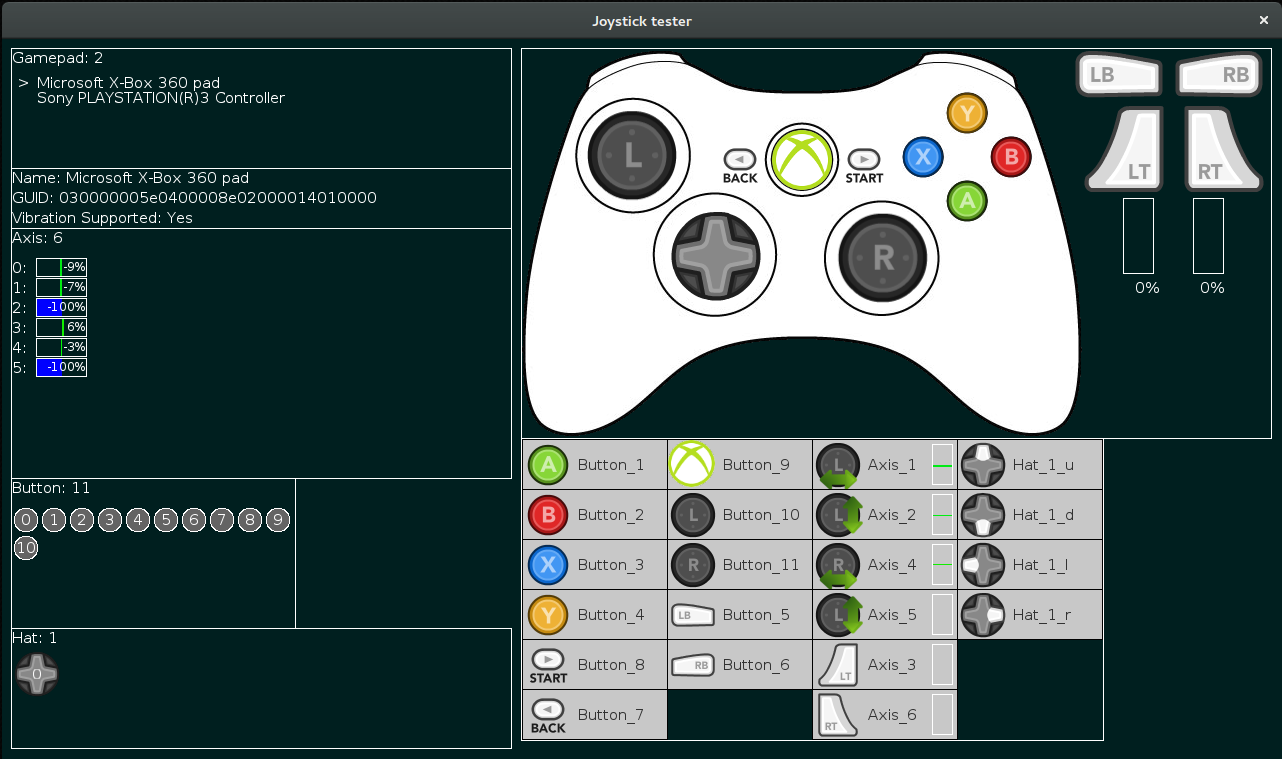 Joystick tester ×
Gamepad: 2
> Microsoft X-Box 360 pad
Sony PLAYSTATION(R)3 Controller
Name: Microsoft X-Box 360 pad
GUID: 030000005e0400008e02000014010000
Vibration Supported: Yes
Axis: 6
0: -9%
1: -7%
2: -100%
3: 6%
4: -3%
5: -100%
Button: 11
0 1 2 3 4 5 6 7 8 9
10
Hat: 1
0
LB RB
Y
L X B
BACK START
LT RT
A
R
0% 0%
A Button_1 Button_9 L Axis_1 Hat_1_u
B Button_2 L Button_10 L Axis_2 Hat_1_d
X Button_3 R Button_11 R Axis_4 Hat_1_l
Y Button_4 LB Button_5 L Axis_5 Hat_1_r
START Button_8 RB Button_6 LT Axis_3
BACK Button_7 RT Axis_6